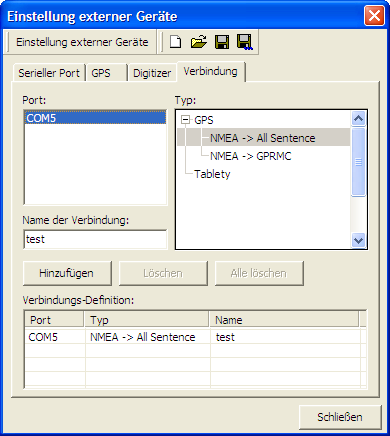 Einstellung externer Geräte
Einstellung externer Geräte
Serieller Port GPS Digitizer Verbindung
Port: Typ:
COM5 GPS
NMEA -> All Sentence
NMEA -> GPRMC
Tablety
Name der Verbindung:
test
Hinzufügen Löschen Alle löschen
Verbindungs-Definition:
Port Typ Name
COM5 NMEA -> All Sentence test
Schließen